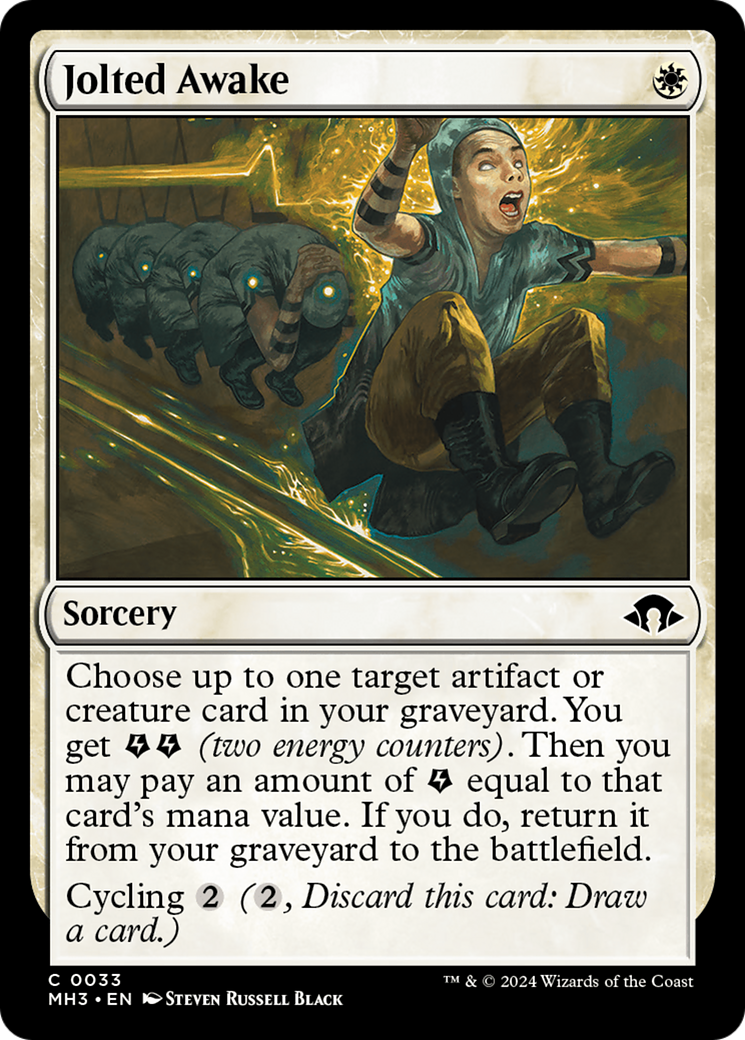 Jolted Awake
Sorcery
Choose up to one target artifact or
creature card in your graveyard. You
get (two energy counters). Then you
may pay an amount of equal to that
card's mana value. If you do, return it
from your graveyard to the battlefield.
Cycling 2 (2, Discard this card: Draw
a card.)
C 0033
™ & © 2024 Wizards of the Coast
MH3 • EN Steven Russell Black